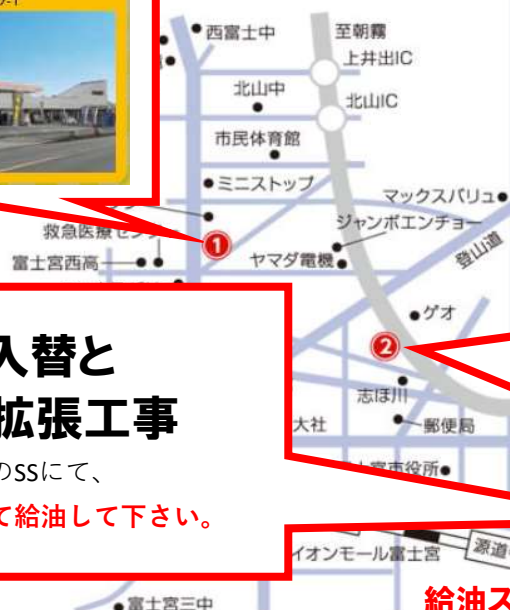 西富士中
至朝霧
上井出IC
北山中
北山IC
市民体育館
ミニストップ
マックスバリュ
ジャンボエンチョー
登山道
1
救急医療セン
富士宮西高
ヤマダ電機
ゲオ
2
入替と
拡張工事
のSSにて、
て給油して下さい。
志ほ川
大社
郵便局
宮市役所
イオンモール富士宮
源道
富士宮三中
給油ス